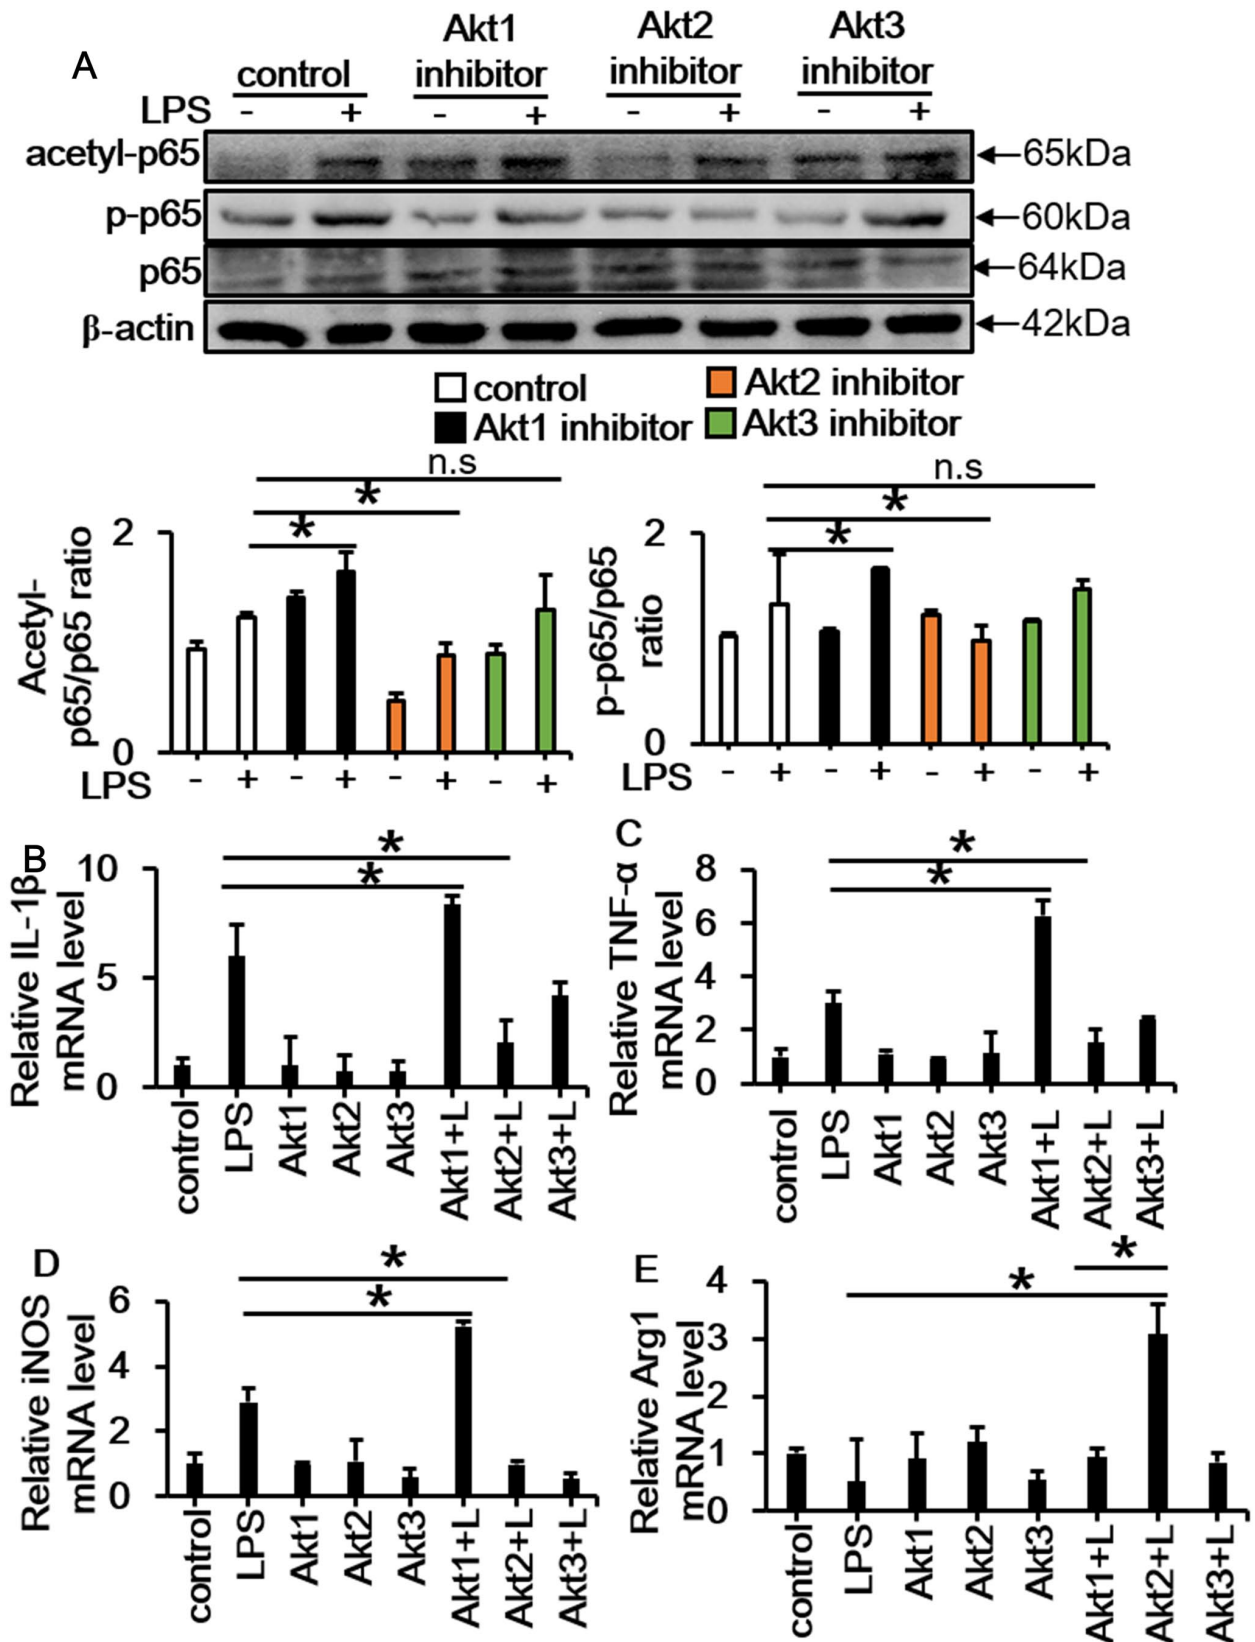 A
control
Akt1
inhibitor
Akt2
inhibitor
Akt3
inhibitor
LPS - + - + - + - +
acetyl-p65 65kDa
p-p65 60kDa
p65 64kDa
β-actin 42kDa
control
Akt2 inhibitor
Akt1 inhibitor
Akt3 inhibitor
n.s
*
*
2
0
Acetyl-
p65/p65 ratio
LPS - + - + - + - +
n.s
*
*
2
0
p-p65/p65
ratio
LPS - + - + - + - +
B
*
*
10
5
0
Relative IL-1β
mRNA level
control LPS Akt1 Akt2 Akt3 Akt1+L Akt2+L Akt3+L
C
*
*
8
6
4
2
0
Relative TNF-α
mRNA level
control LPS Akt1 Akt2 Akt3 Akt1+L Akt2+L Akt3+L
D
*
*
6
4
2
0
Relative iNOS
mRNA level
control LPS Akt1 Akt2 Akt3 Akt1+L Akt2+L Akt3+L
E
*
*
4
3
2
1
0
Relative Arg1
mRNA level
control LPS Akt1 Akt2 Akt3 Akt1+L Akt2+L Akt3+L